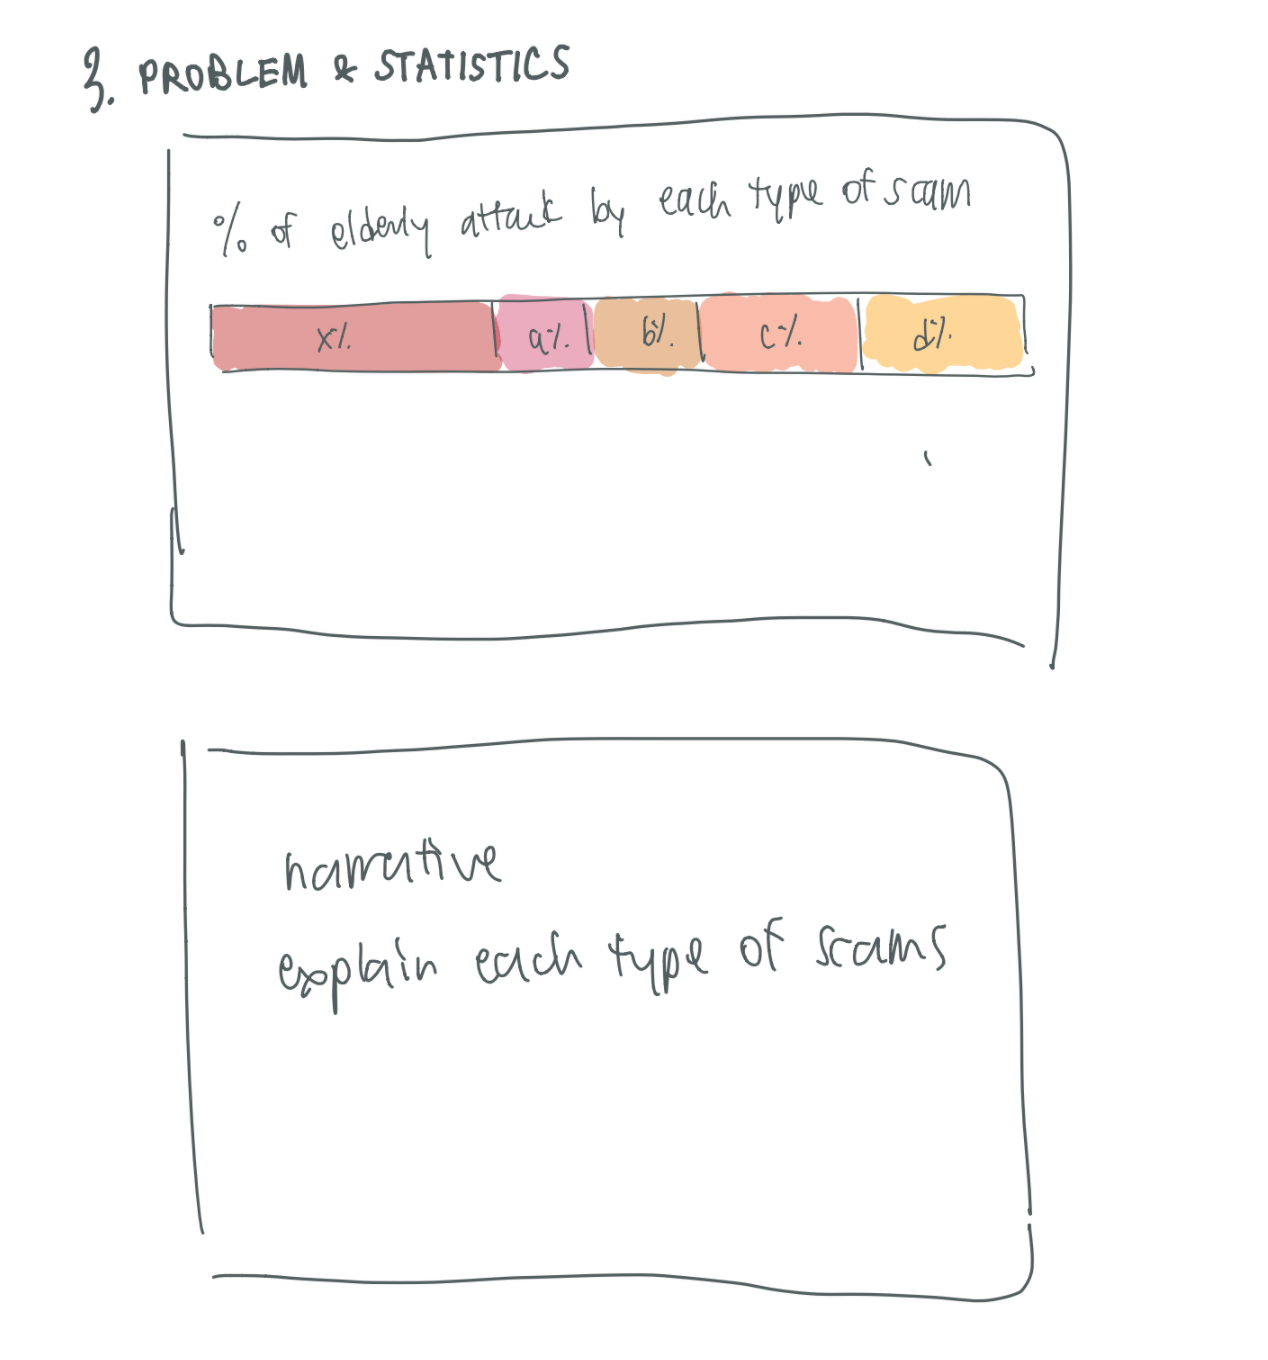 3. PROBLEM & STATISTICS
% of elderly attack by each type of scam
x% a% b% c% d%
narrative
explain each type of scams